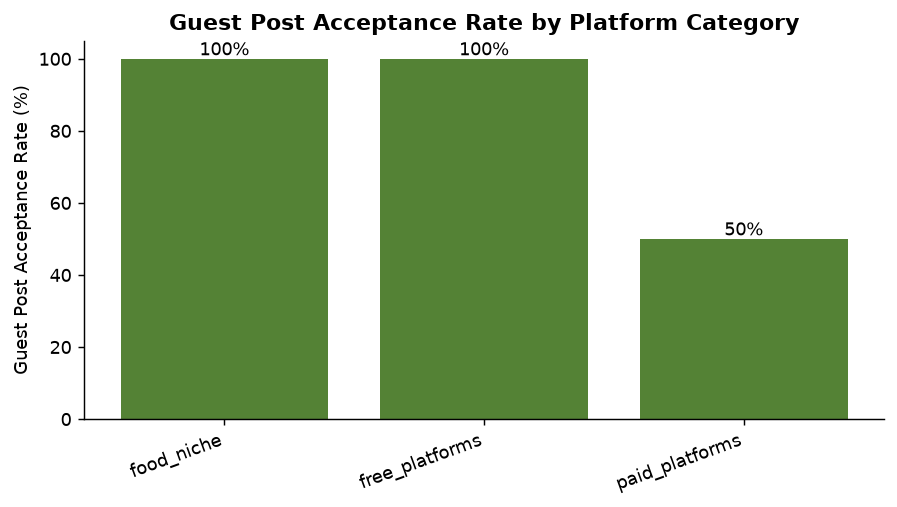 Guest Post Acceptance Rate by Platform Category
Guest Post Acceptance Rate (%)
100
80
60
40
20
0
100%
100%
50%
food_niche
free_platforms
paid_platforms